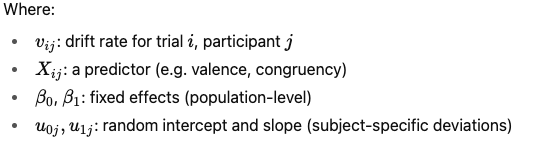 Where:
• vᵢⱼ: drift rate for trial i, participant j
• Xᵢⱼ: a predictor (e.g. valence, congruency)
• β₀, β₁: fixed effects (population-level)
• u₀ⱼ, u₁ⱼ: random intercept and slope (subject-specific deviations)